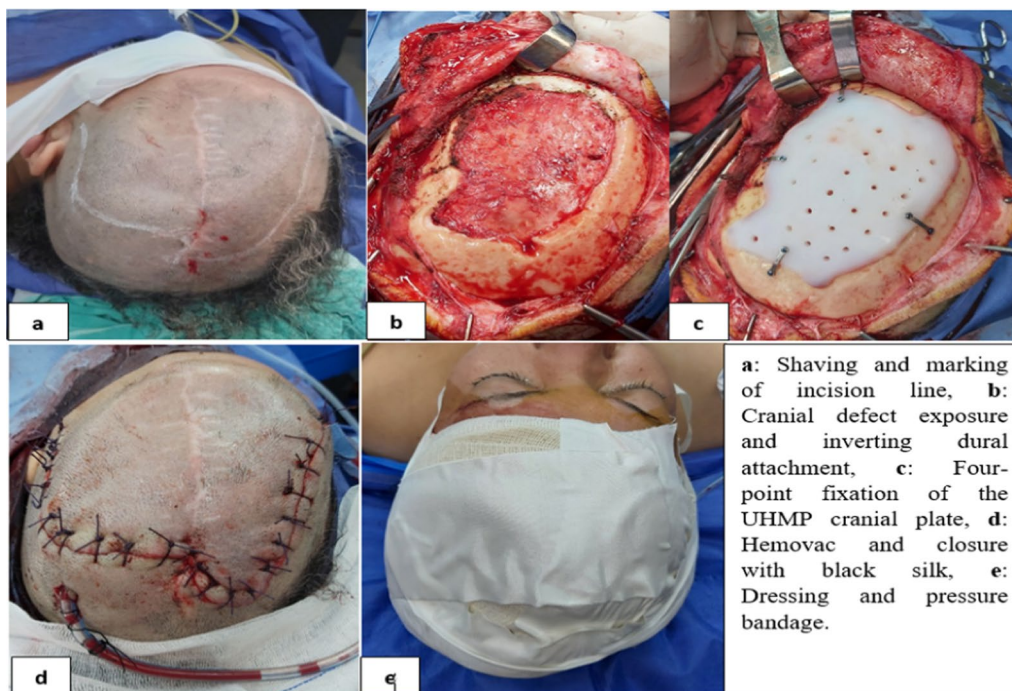 a
b
c
d
e
a: Shaving and marking
of incision line, b:
Cranial defect exposure
and inverting dural
attachment, c: Four-
point fixation of the
UHMP cranial plate, d:
Hemovac and closure
with black silk, e:
Dressing and pressure
bandage.